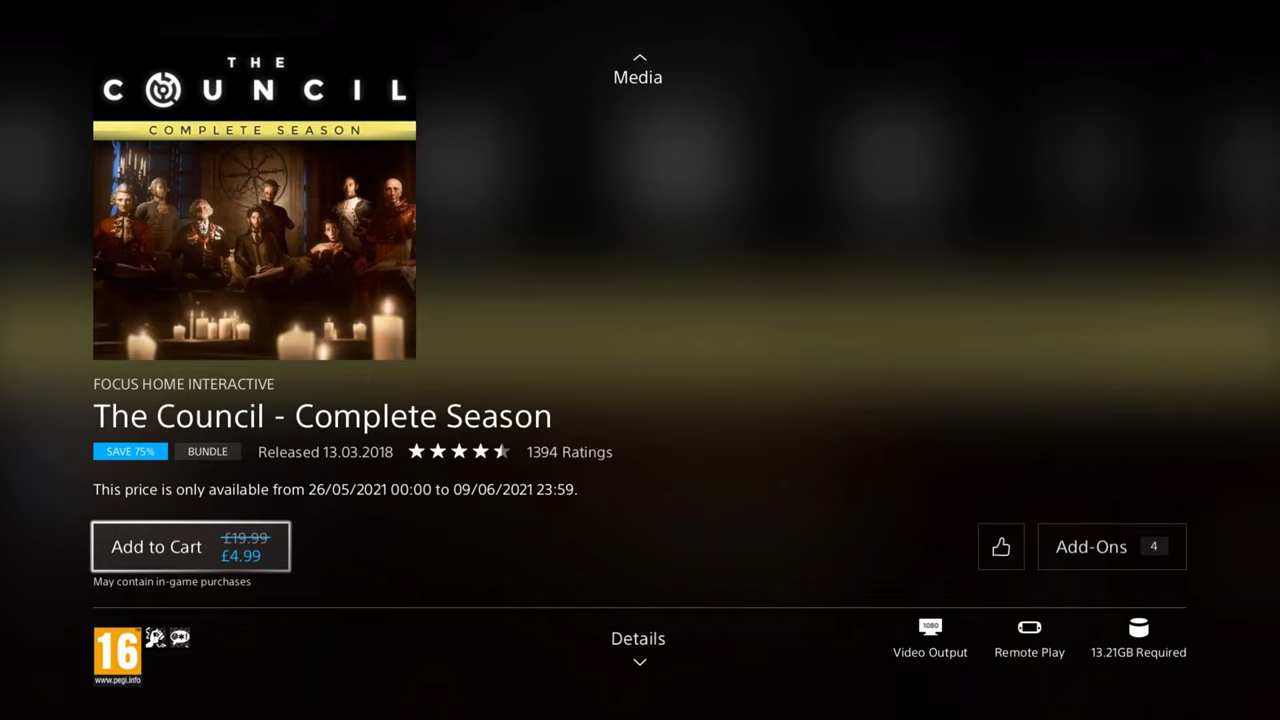 THE
COUNCIL
COMPLETE SEASON
Media
FOCUS HOME INTERACTIVE
The Council - Complete Season
SAVE 75% BUNDLE Released 13.03.2018 1394 Ratings
This price is only available from 26/05/2021 00:00 to 09/06/2021 23:59.
Add to Cart £19.99
£4.99
Add-Ons 4
May contain in-game purchases
16
www.pegi.info
Details
1080
Video Output Remote Play 13.21GB Required